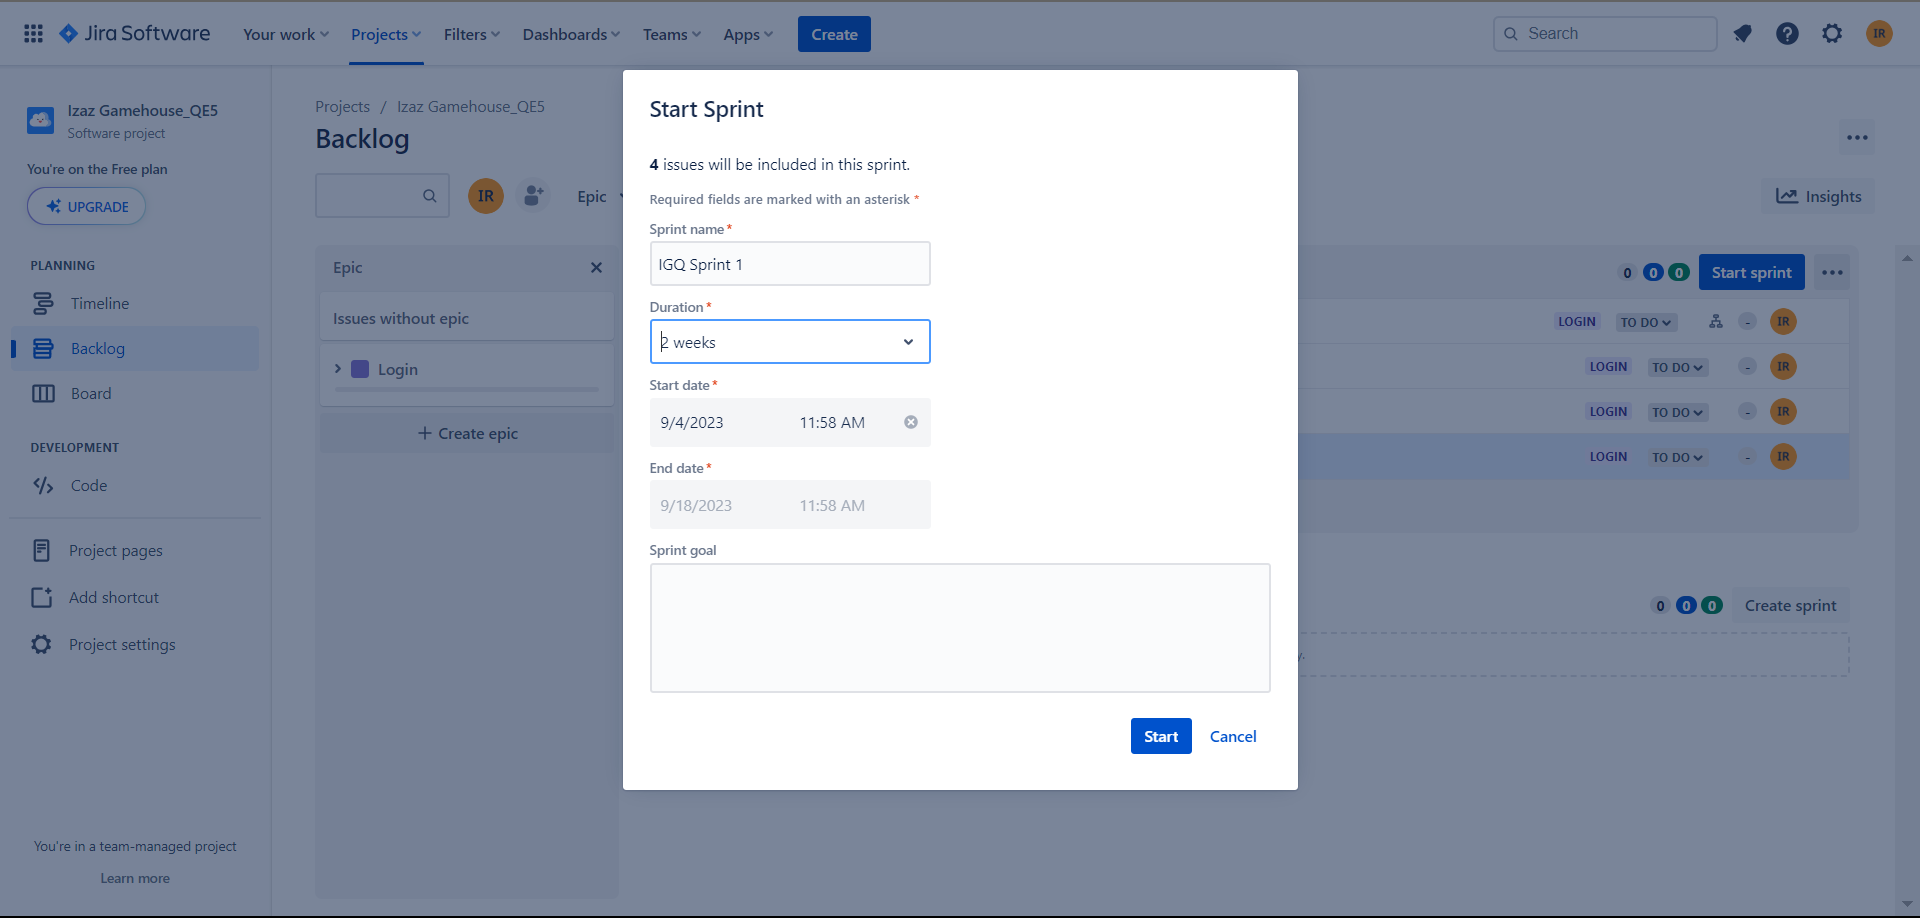 Jira Software
Your work
Projects
Filters
Dashboards
Teams
Apps
Create
Search
IR
Izaz Gamehouse_QE5
Software project
You're on the Free plan
UPGRADE
PLANNING
Timeline
Backlog
Board
DEVELOPMENT
Code
Project pages
Add shortcut
Project settings
You're in a team-managed project
Learn more
Projects / Izaz Gamehouse_QE5
Backlog
IR
Epic
Insights
Epic
Issues without epic
Login
+ Create epic
Start Sprint
4 issues will be included in this sprint.
Required fields are marked with an asterisk *
Sprint name*
IGQ Sprint 1
Duration*
2 weeks
Start date*
9/4/2023 11:58 AM
End date*
9/18/2023 11:58 AM
Sprint goal
Start Cancel
0 0 0 Start sprint
LOGIN TO DO - IR
LOGIN TO DO - IR
LOGIN TO DO - IR
LOGIN TO DO - IR
0 0 0 Create sprint
y.